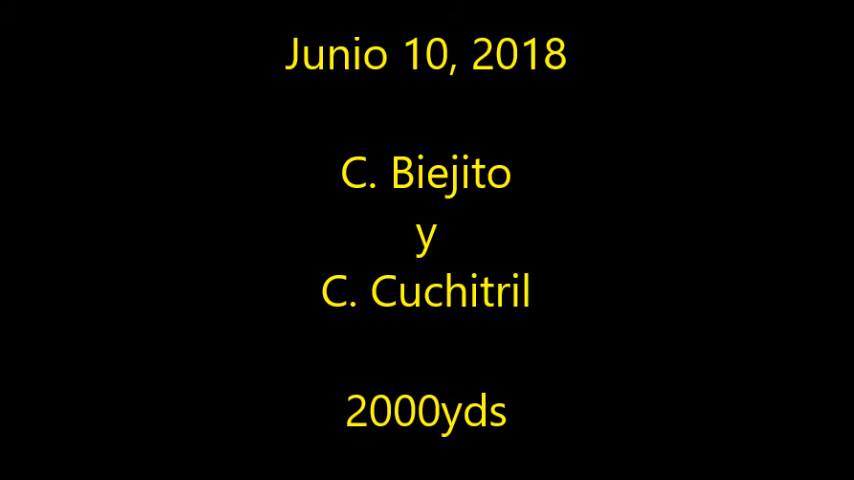 Junio 10, 2018
C. Biejito
y
C. Cuchitril
2000yds